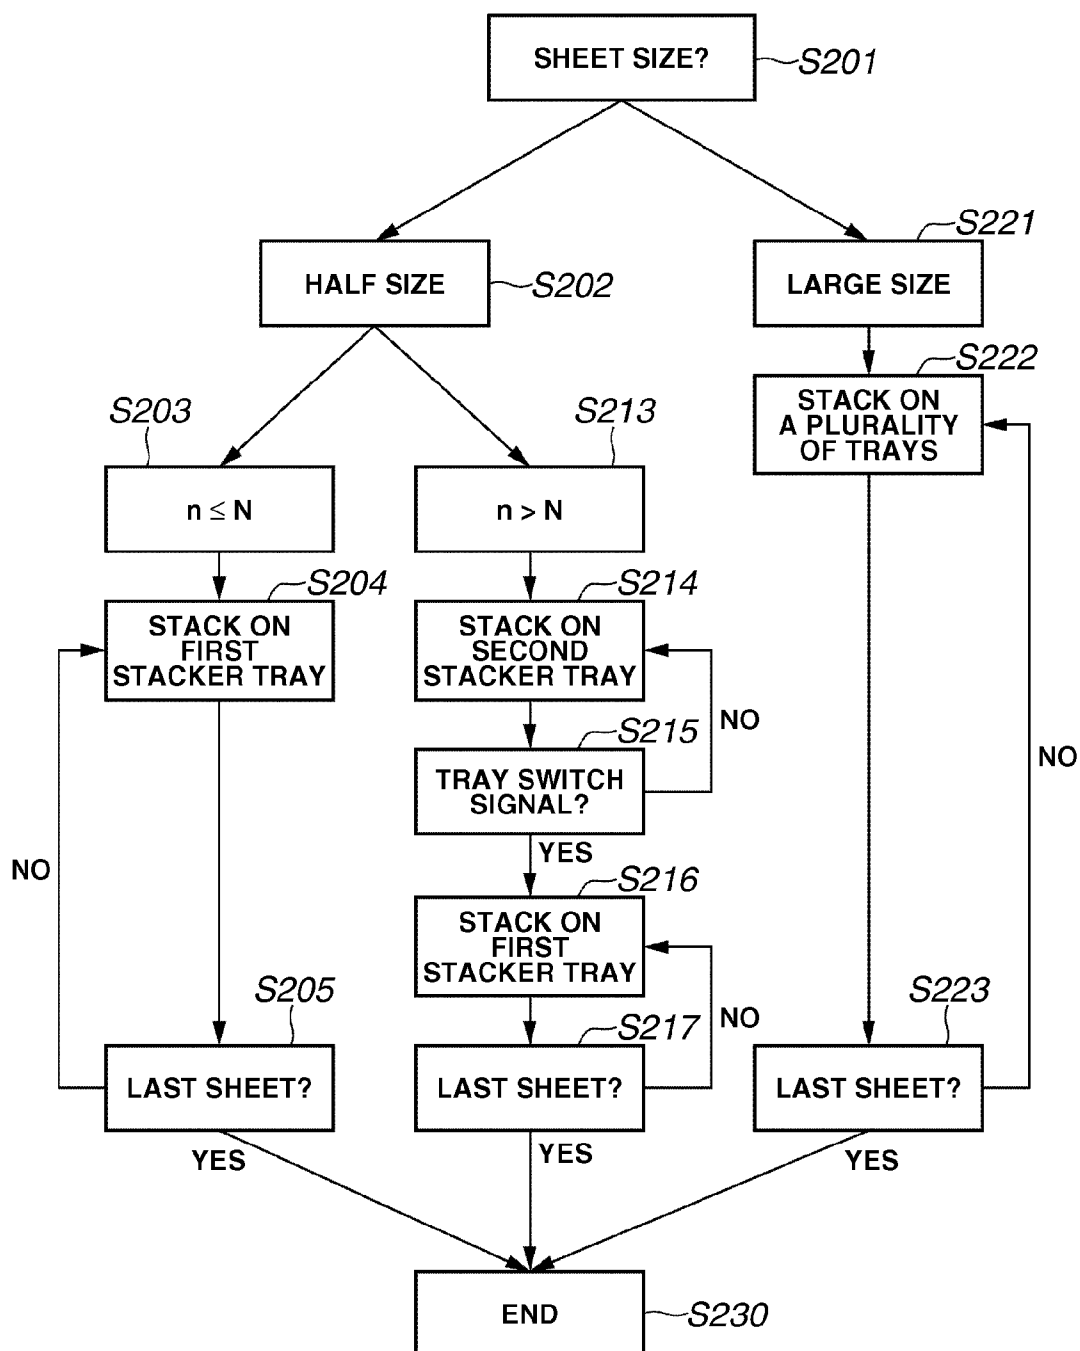 SHEET SIZE?
S201
HALF SIZE
S202
S221
LARGE SIZE
S222
STACK ON
A PLURALITY
OF TRAYS
S203
n ≤ N
S213
n > N
S204
STACK ON
FIRST
STACKER TRAY
S214
STACK ON
SECOND
STACKER TRAY
NO
S215
TRAY SWITCH
SIGNAL?
YES
NO
NO
S216
STACK ON
FIRST
STACKER TRAY
NO
S205
LAST SHEET?
YES
S217
LAST SHEET?
YES
S223
LAST SHEET?
YES
END
S230